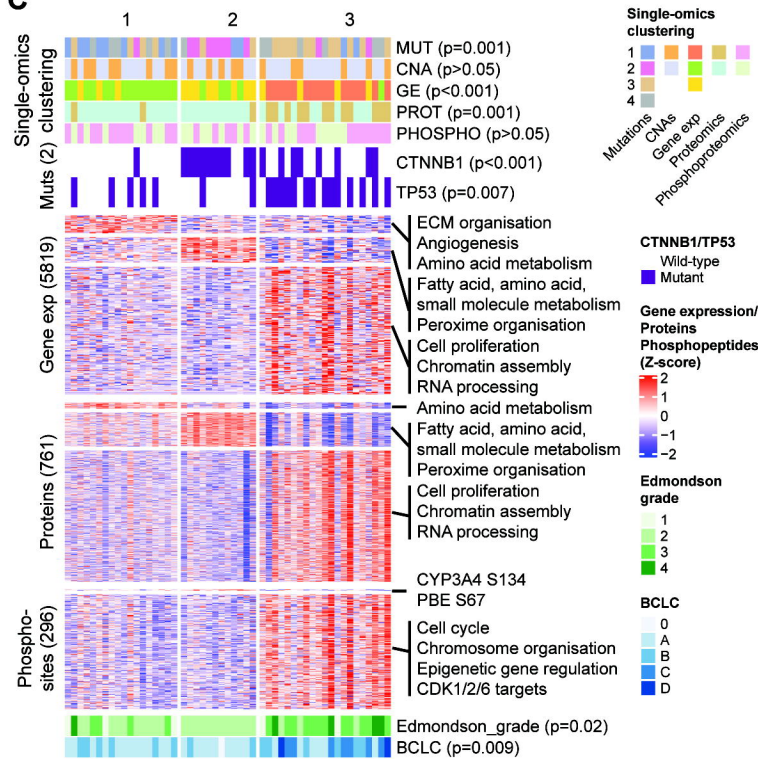 C
1 2 3
Single-omics
clustering
MUT (p=0.001)
CNA (p>0.05)
GE (p<0.001)
PROT (p=0.001)
PHOSPHO (p>0.05)
Muts (2)
CTNNB1 (p<0.001)
TP53 (p=0.007)
Gene exp (5819)
ECM organisation
Angiogenesis
Amino acid metabolism
Fatty acid, amino acid,
small molecule metabolism
Peroxime organisation
Cell proliferation
Chromatin assembly
RNA processing
Proteins (761)
Amino acid metabolism
Fatty acid, amino acid,
small molecule metabolism
Peroxime organisation
Cell proliferation
Chromatin assembly
RNA processing
Phospho-
sites (296)
CYP3A4 S134
PBE S67
Cell cycle
Chromosome organisation
Epigenetic gene regulation
CDK1/2/6 targets
Edmondson_grade (p=0.02)
BCLC (p=0.009)
Single-omics
clustering
1
2
3
4
Mutations
CNAs
Gene exp
Proteomics
Phosphoproteomics
CTNNB1/TP53
Wild-type
Mutant
Gene expression/
Proteins
Phosphopeptides
(Z-score)
2
1
0
−1
−2
Edmondson
grade
1
2
3
4
BCLC
0
A
B
C
D